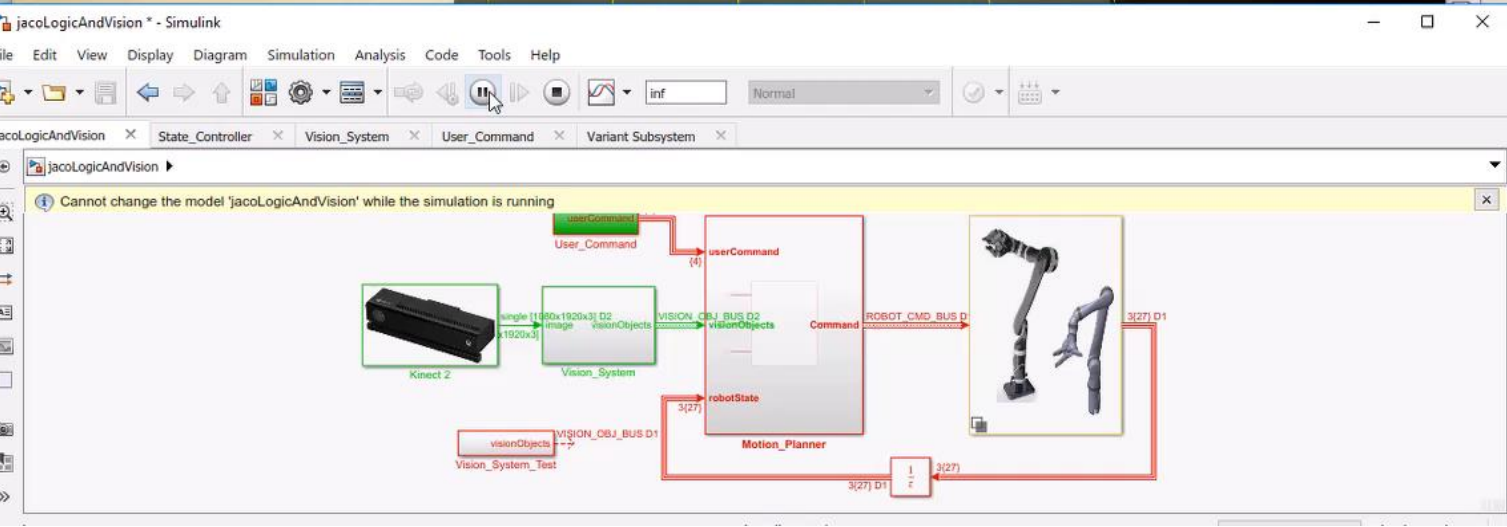 jacoLogicAndVision * - Simulink
Edit View Display Diagram Simulation Analysis Code Tools Help
inf Normal
acoLogicAndVision State_Controller Vision_System User_Command Variant Subsystem
jacoLogicAndVision
Cannot change the model 'jacoLogicAndVision' while the simulation is running
userCommand
User_Command
{4}
userCommand
single [1080x1920x3] D2
x1920x3]
image visionObjects
VISION_OBJ_BUS D2
visionObjects
Command
ROBOT_CMD_BUS D
3{27} D1
Kinect 2
Vision_System
robotState
3{27}
VISION_OBJ_BUS D1
visionObjects
Motion_Planner
Vision_System_Test
3{27}
1
z
3{27} D1